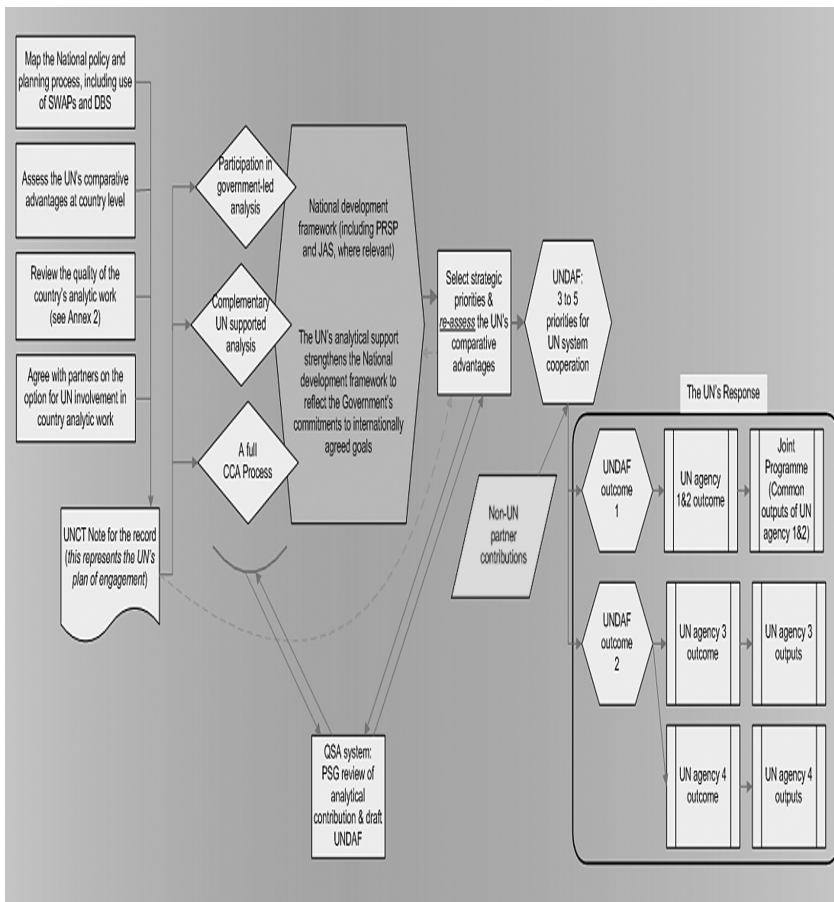 Map the National policy and
planning process, including use
of SWAPs and DBS
Assess the UN's comparative
advantages at country level
Review the quality of the
country's analytic work
(see Annex 2)
Agree with partners on the
option for UN involvement in
country analytic work
UNCT Note for the record
(this represents the UN's
plan of engagement)
Participation in
government-led
analysis
Complementary
UN supported
analysis
A full
CCA Process
National development
framework (including PRSP
and JAS, where relevant)
The UN's analytical support
strengthens the National
development framework to
reflect the Government's
commitments to internationally
agreed goals
Select strategic
priorities &
re-assess the UN's
comparative
advantages
UNDAF:
3 to 5
priorities for
UN system
cooperation
Non-UN
partner
contributions
QSA system:
PSG review of
analytical
contribution & draft
UNDAF
The UN's Response
UNDAF
outcome
1
UN agency
1&2 outcome
Joint
Programme
(Common
outputs of UN
agency 1&2)
UNDAF
outcome
2
UN agency 3
outcome
UN agency 3
outputs
UN agency 4
outcome
UN agency 4
outputs